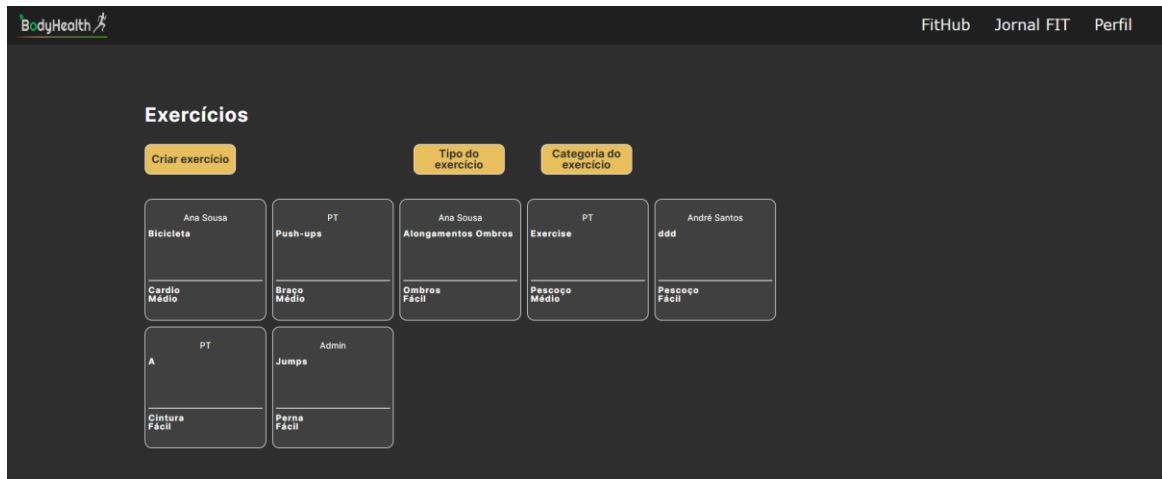 BodyHealth
FitHub Jornal FIT Perfil
Exercícios
Criar exercício
Tipo do
exercício
Categoria do
exercício
Ana Sousa
Bicicleta
Cardio
Médio
PT
Push-ups
Braço
Médio
Ana Sousa
Alongamentos Ombros
Ombros
Fácil
PT
Exercise
Pescoço
Médio
André Santos
ddd
Pescoço
Fácil
PT
A
Cintura
Fácil
Admin
Jumps
Perna
Fácil